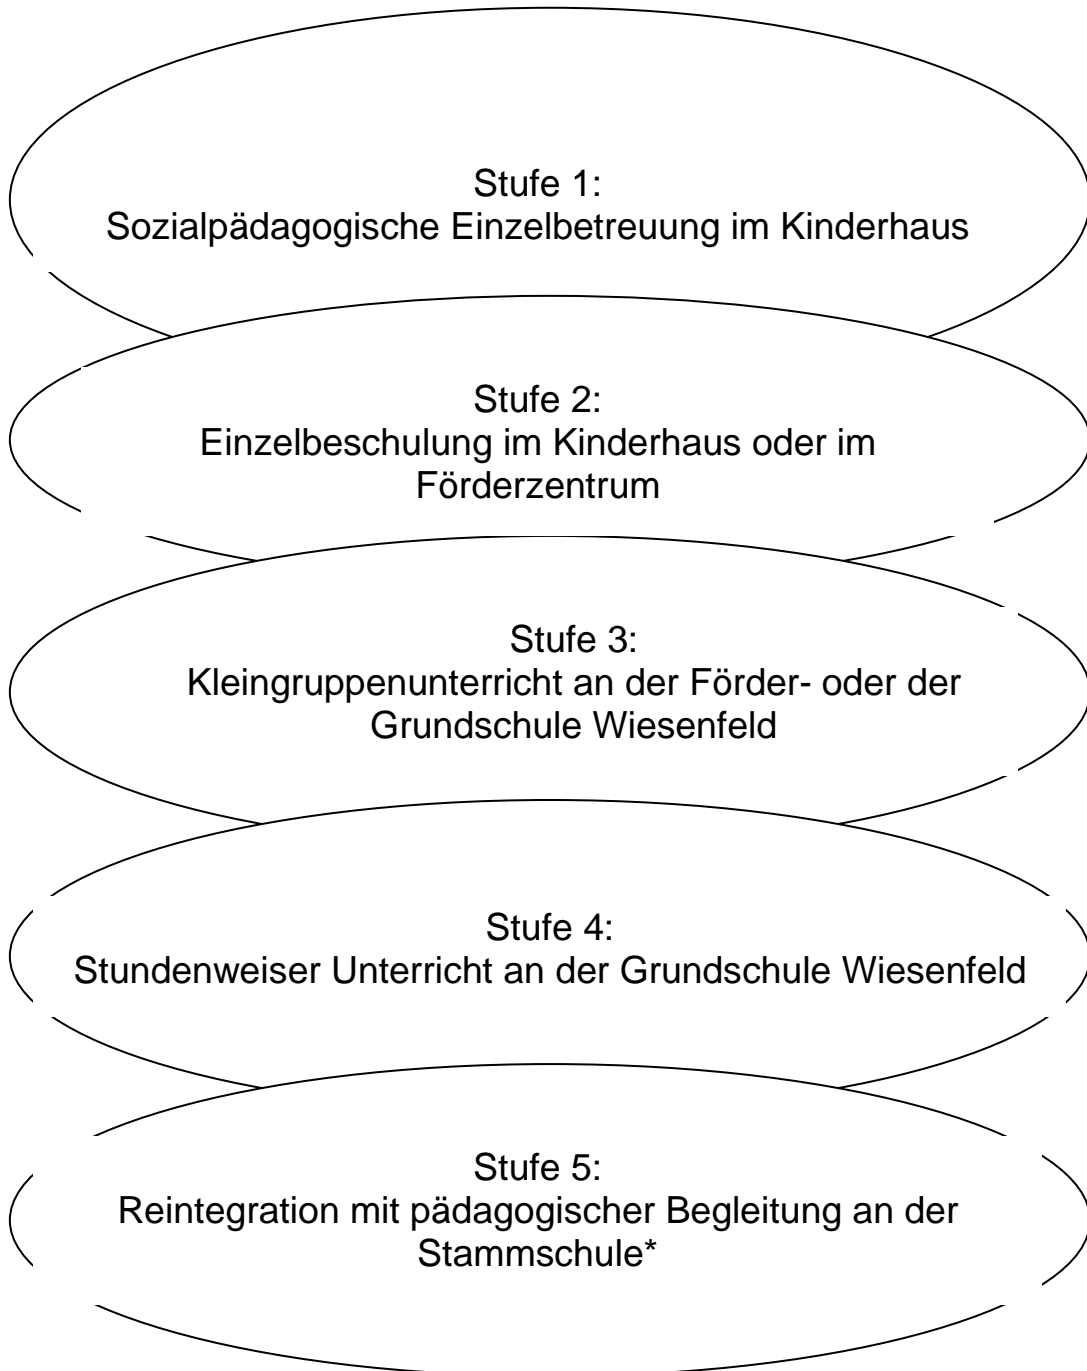 Stufe 1:
Sozialpädagogische Einzelbetreuung im Kinderhaus
Stufe 2:
Einzelbeschulung im Kinderhaus oder im
Förderzentrum
Stufe 3:
Kleingruppenunterricht an der Förder- oder der
Grundschule Wiesenfeld
Stufe 4:
Stundenweiser Unterricht an der Grundschule Wiesenfeld
Stufe 5:
Reintegration mit pädagogischer Begleitung an der
Stammschule*